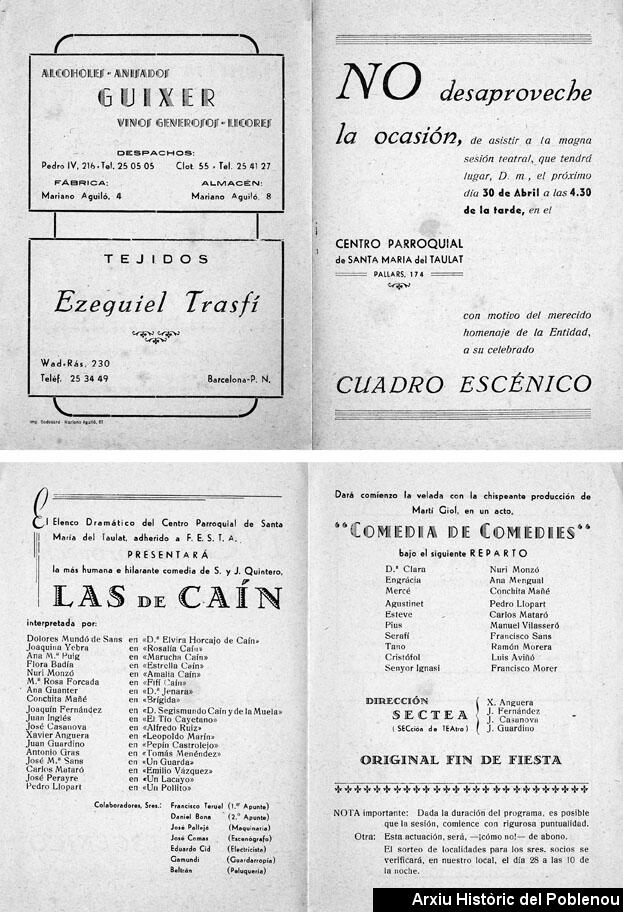 ALCOHOLES - ANISADOS
GUIXER
VINOS GENEROSOS - LICORES
DESPACHOS:
Pedro IV, 216 - Tel. 25 05 05 Clot. 55 - Tel. 25 41 27
FÁBRICA: ALMACÉN:
Mariano Aguiló, 4 Mariano Aguiló, 8
TEJIDOS
Ezequiel Trasfí
Wad-Rás, 230
Teléf. 25 34 49 Barcelona-P. N.
Mariano Aguiló,
NO desaproveche
la ocasión, de asistir a la magna
sesión teatral, que tendrá
lugar, D. m., el próximo
día 30 de Abril a las 4.30
de la tarde, en el
CENTRO PARROQUIAL
de SANTA MARIA del TAULAT
PALLARS, 174
con motivo del merecido
homenaje de la Entidad,
a su celebrado
CUADRO ESCÉNICO
El Elenco Dramático del Centro Parroquial de Santa
María del Taulat, adherido a F. E. S. T. A.
PRESENTARÁ
la más humana e hilarante comedia de S. y J. Quintero,
LAS DE CAÍN
interpretada por:
Dolores Mundó de Sans en «D.ª Elvira Horcajo de Caín»
Joaquina Yebra en «Rosalía Caín»
Ana M.ª Puig en «Marucha Caín»
Flora Badía en «Estrella Caín»
Nuri Monzó en «Amalia Caín»
M.ª Rosa Forcada en «Fifí Caín»
Ana Guanter en «D.ª Jenara»
Conchita Mañé en «Brígida»
Joaquín Fernández en «D. Segismundo Caín y de la Muela»
Juan Inglés en «El Tío Cayetano»
José Casanova en «Alfredo Ruiz»
Xavier Anguera en «Leopoldo Marín»
Juan Guardino en «Pepín Castrolejo»
Antonio Gras en «Tomás Menéndez»
José M.ª Sans en «Un Guarda»
Carlos Mataró en «Emilio Vázquez»
José Perayre en «Un Lacayo»
Pedro Llopart en «Un Pollito»
Colaboradores, Sres.: Francisco Teruel (1.er Apunte)
Daniel Bona (2.º Apunte)
José Pallejá (Maquinaria)
José Comas (Escenógrafo)
Eduardo Cid (Electricista)
Gamundi (Guardarropía)
Beltrán (Peluquería)
Dará comienzo la velada con la chispeante producción de
Martí Giol, en un acto,
"COMEDIA DE COMEDIES"
bajo el siguiente REPARTO
D.ª Clara Nuri Monzó
Engrácia Ana Mengual
Mercé Conchita Mañé
Agustinet Pedro Llopart
Esteve Carlos Mataró
Pius Manuel Vilasseró
Serafí Francisco Sans
Tano Ramón Morera
Cristófol Luis Aviñó
Senyor Ignasi Francisco Morer
DIRECCIÓN
SECTEA
(SECción de TEAtro)
X. Anguera
J. Fernández
J. Casanova
J. Guardino
ORIGINAL FIN DE FIESTA
NOTA importante: Dada la duración del programa, es posible
que la sesión, comience con rigurosa puntualidad.
Otra: Esta actuación, será, —¡cómo no!— de abono.
El sorteo de localidades para los sres. socios se
verificará, en nuestro local, el día 28 a las 10 de
la noche.
Arxiu Històric del Poblenou